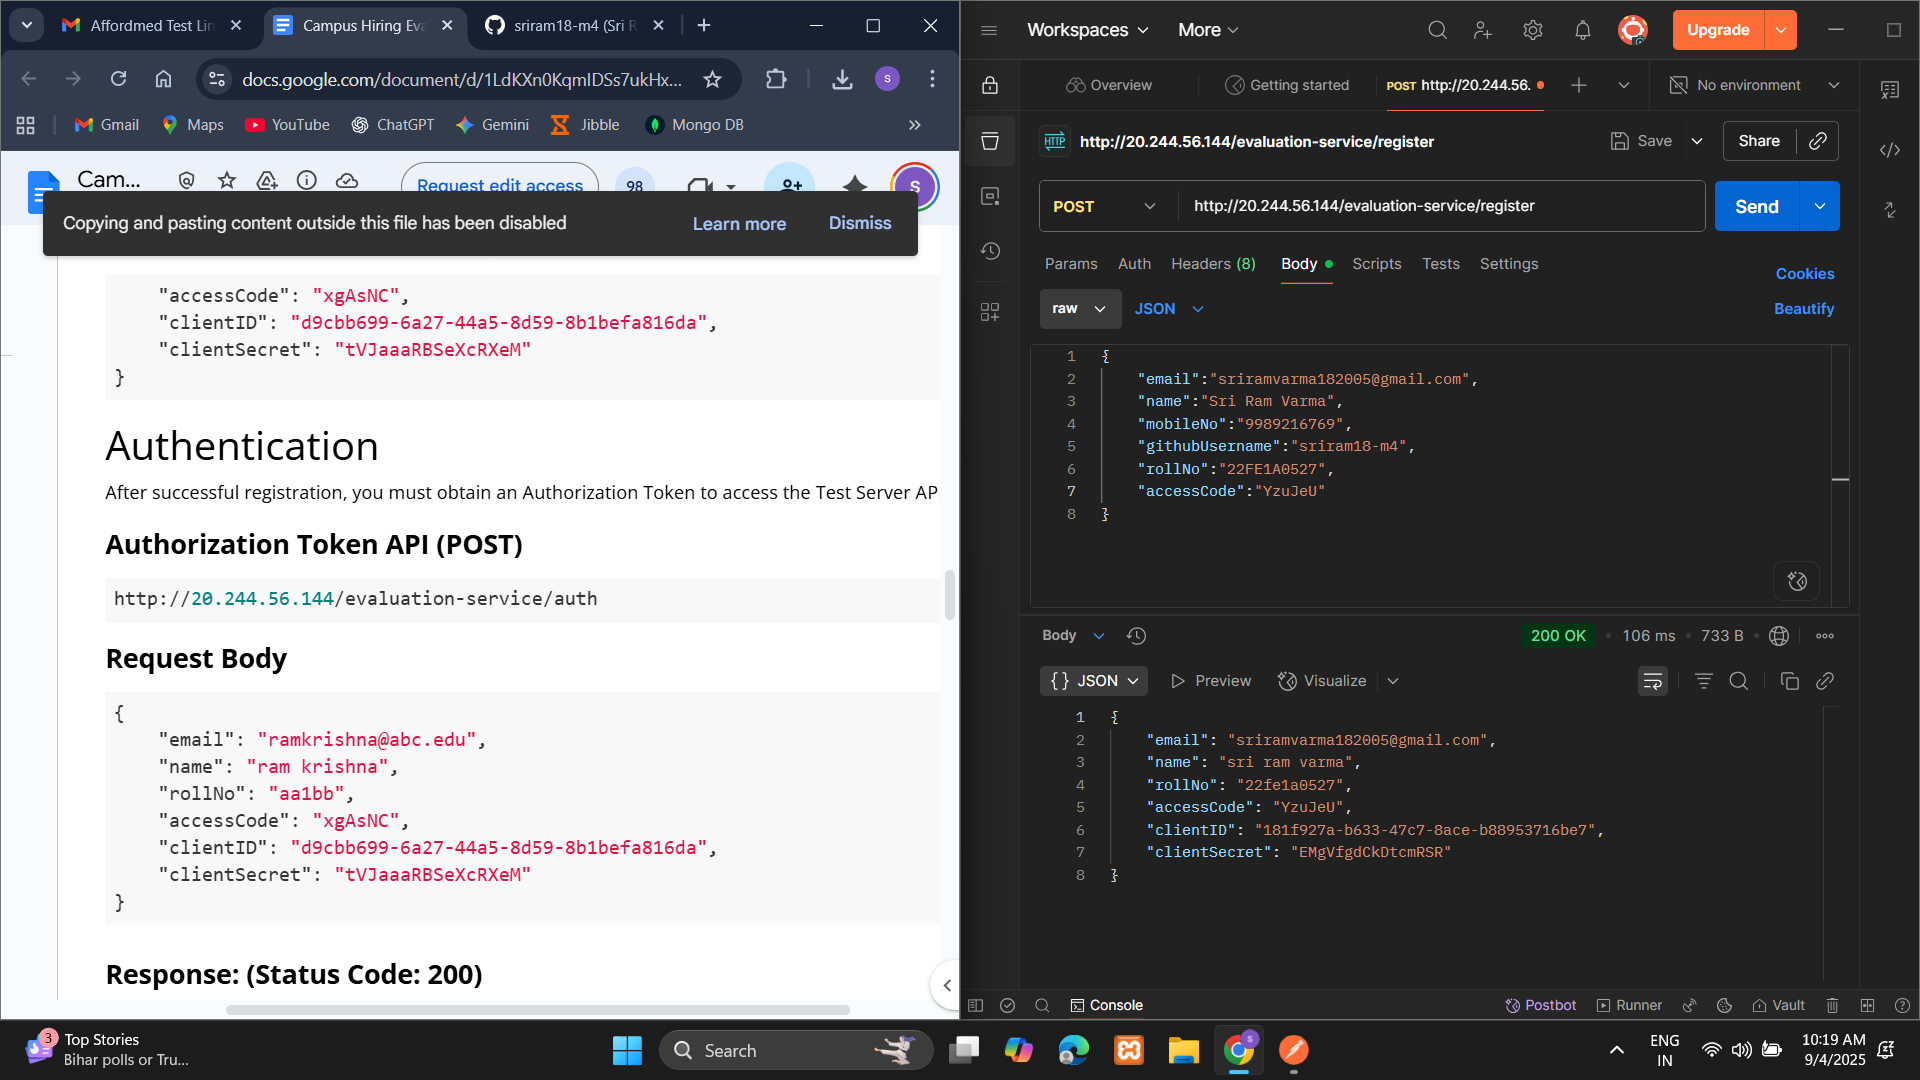 Affordmed Test Lin
Campus Hiring Eva
sriram18-m4 (Sri R
docs.google.com/document/d/1LdKXn0KqmIDSs7ukHx...
S
Gmail
Maps
YouTube
ChatGPT
Gemini
Jibble
Mongo DB
»
Cam...
Request edit access
98
S
Copying and pasting content outside this file has been disabled
Learn more
Dismiss
"accessCode": "xgAsNC",
"clientID": "d9cbb699-6a27-44a5-8d59-8b1befa816da",
"clientSecret": "tVJaaaRBSeXcRXeM"
}
Authentication
After successful registration, you must obtain an Authorization Token to access the Test Server AP
Authorization Token API (POST)
http://20.244.56.144/evaluation-service/auth
Request Body
{
"email": "ramkrishna@abc.edu",
"name": "ram krishna",
"rollNo": "aa1bb",
"accessCode": "xgAsNC",
"clientID": "d9cbb699-6a27-44a5-8d59-8b1befa816da",
"clientSecret": "tVJaaaRBSeXcRXeM"
}
Response: (Status Code: 200)
Workspaces
More
Upgrade
Overview
Getting started
POST http://20.244.56.
No environment
HTTP
http://20.244.56.144/evaluation-service/register
Save
Share
POST
http://20.244.56.144/evaluation-service/register
Send
Params
Auth
Headers (8)
Body
Scripts
Tests
Settings
Cookies
raw
JSON
Beautify
1 {
2 "email":"sriramvarma182005@gmail.com",
3 "name":"Sri Ram Varma",
4 "mobileNo":"9989216769",
5 "githubUsername":"sriram18-m4",
6 "rollNo":"22FE1A0527",
7 "accessCode":"YzuJeU"
8 }
Body
200 OK
106 ms
733 B
{} JSON
Preview
Visualize
1 {
2 "email": "sriramvarma182005@gmail.com",
3 "name": "sri ram varma",
4 "rollNo": "22fe1a0527",
5 "accessCode": "YzuJeU",
6 "clientID": "181f927a-b633-47c7-8ace-b88953716be7",
7 "clientSecret": "EMgVfgdCkDtcmRSR"
8 }
Console
Postbot
Runner
Vault
3
Top Stories
Bihar polls or Tru...
Search
ENG
IN
10:19 AM
9/4/2025